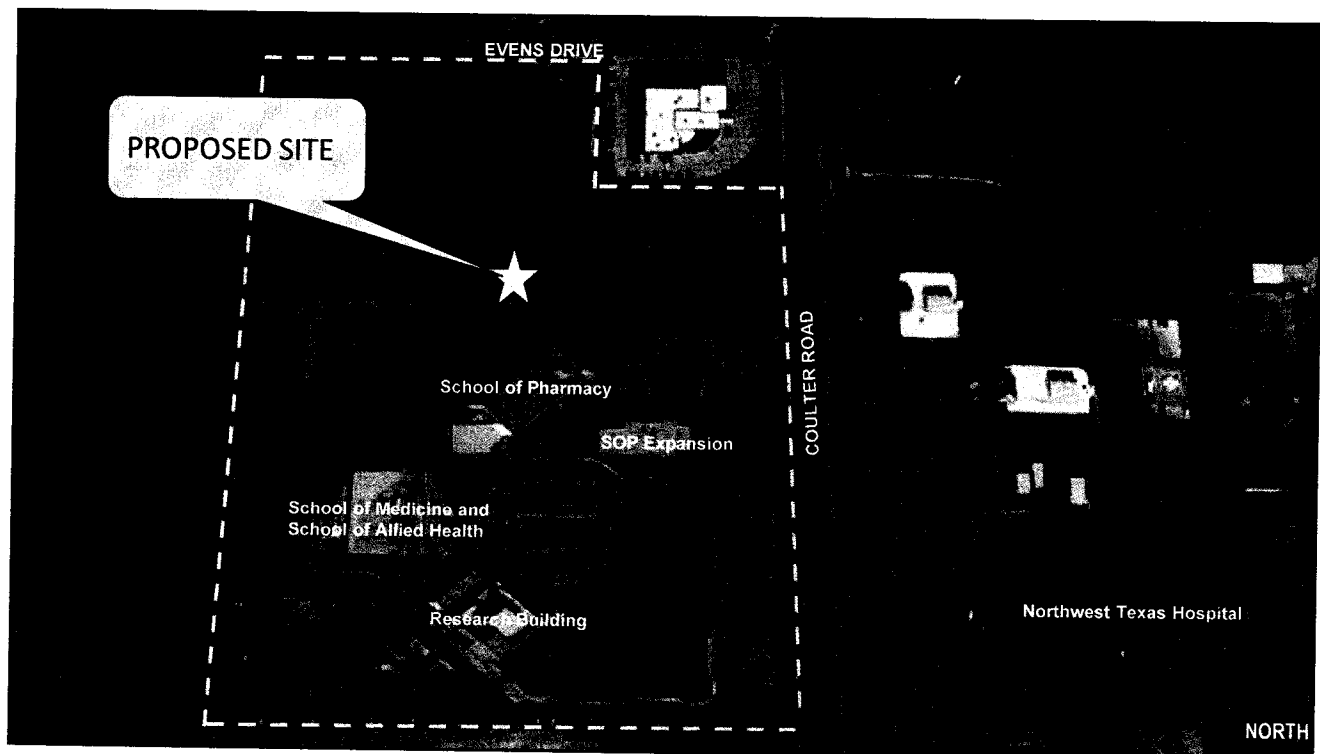 EVENS DRIVE
PROPOSED SITE
COULTER ROAD
School of Pharmacy
SOP Expansion
School of Medicine and
School of Allied Health
Research Building
Northwest Texas Hospital
NORTH